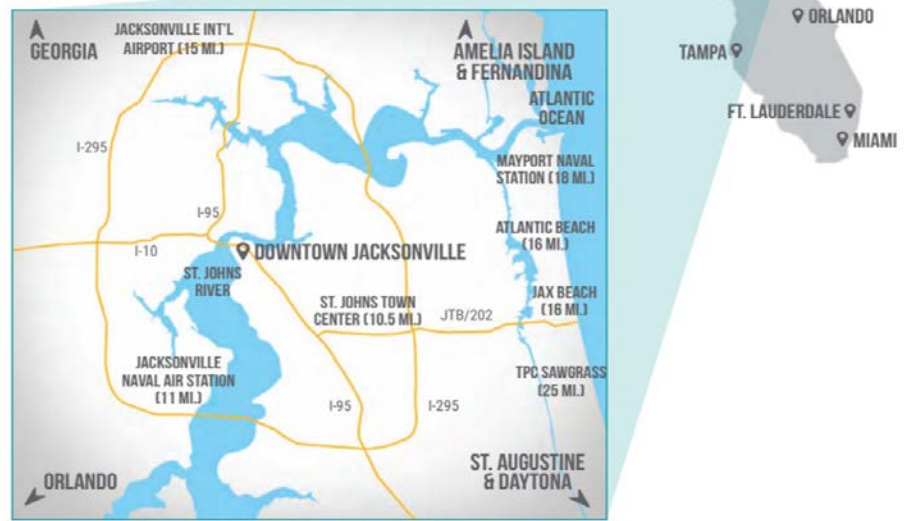 GEORGIA
JACKSONVILLE INT'L
AIRPORT (15 MI.)
AMELIA ISLAND
& FERNANDINA
ATLANTIC
OCEAN
I-295
MAYPORT NAVAL
STATION (18 MI.)
I-95
ATLANTIC BEACH
(16 MI.)
I-10
DOWNTOWN JACKSONVILLE
ST. JOHNS
RIVER
ST. JOHNS TOWN
CENTER (10.5 MI.)
JTB/202
JAX BEACH
(16 MI.)
JACKSONVILLE
NAVAL AIR STATION
(11 MI.)
TPC SAWGRASS
(25 MI.)
I-95
I-295
ORLANDO
ST. AUGUSTINE
& DAYTONA
ORLANDO
TAMPA
FT. LAUDERDALE
MIAMI